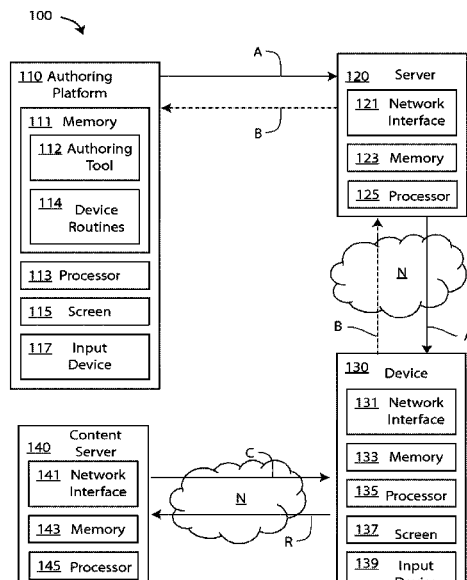 100
A
110 Authoring
Platform
111 Memory
112 Authoring
Tool
114 Device
Routines
113 Processor
115 Screen
117 Input
Device
B
120 Server
121 Network
Interface
123 Memory
125 Processor
N
B
A
130 Device
131 Network
Interface
133 Memory
135 Processor
137 Screen
139 Input
140 Content
Server
141 Network
Interface
143 Memory
145 Processor
C
N
R